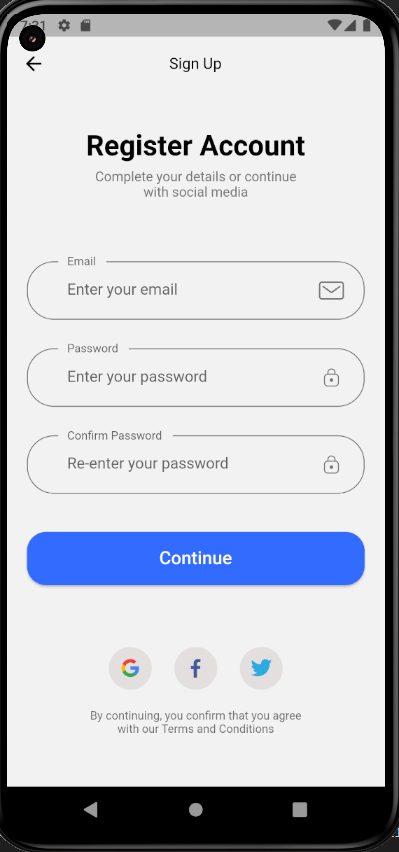 7:31
Sign Up
Register Account
Complete your details or continue
with social media
Email
Enter your email
Password
Enter your password
Confirm Password
Re-enter your password
Continue
By continuing, you confirm that you agree
with our Terms and Conditions